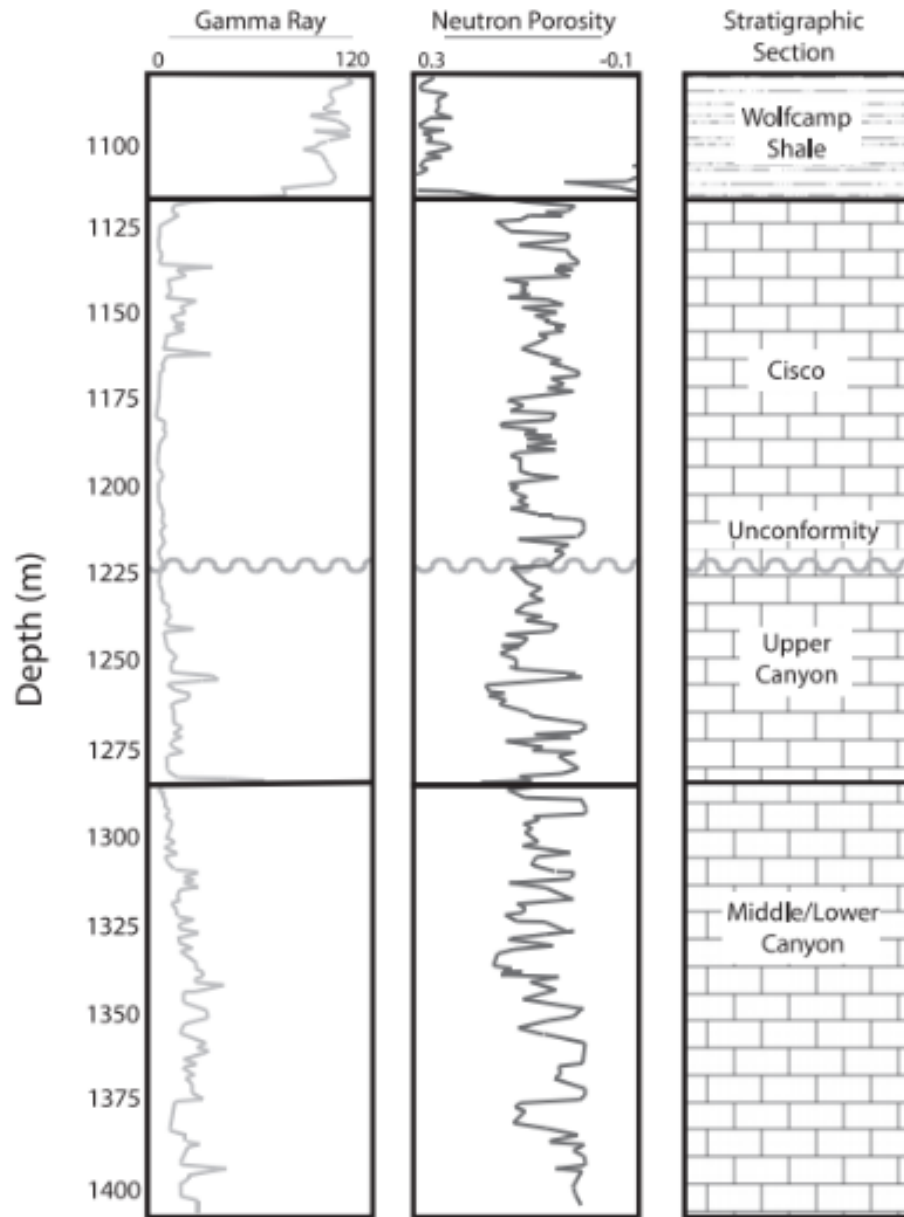 Gamma Ray
0 120
Neutron Porosity
0.3 -0.1
Stratigraphic
Section
Depth (m)
1100
1125
1150
1175
1200
1225
1250
1275
1300
1325
1350
1375
1400
Wolfcamp
Shale
Cisco
Unconformity
Upper
Canyon
Middle/Lower
Canyon